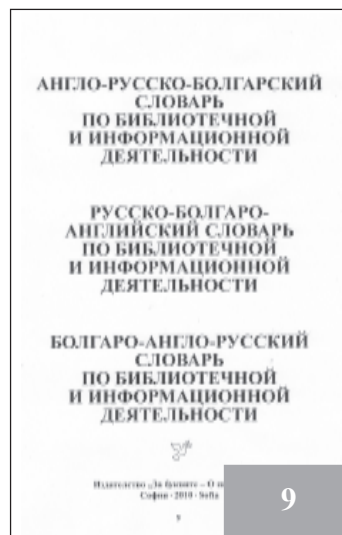 АНГЛО-РУССКО-БОЛГАРСКИЙ
СЛОВАРЬ
ПО БИБЛИОТЕЧНОЙ
И ИНФОРМАЦИОННОЙ
ДЕЯТЕЛЬНОСТИ
РУССКО-БОЛГАРО-
АНГЛИЙСКИЙ СЛОВАРЬ
ПО БИБЛИОТЕЧНОЙ
И ИНФОРМАЦИОННОЙ
ДЕЯТЕЛЬНОСТИ
БОЛГАРО-АНГЛО-РУССКИЙ
СЛОВАРЬ
ПО БИБЛИОТЕЧНОЙ
И ИНФОРМАЦИОННОЙ
ДЕЯТЕЛЬНОСТИ
Издателство „За буквите – О
София · 2010 · Sofia
9
9